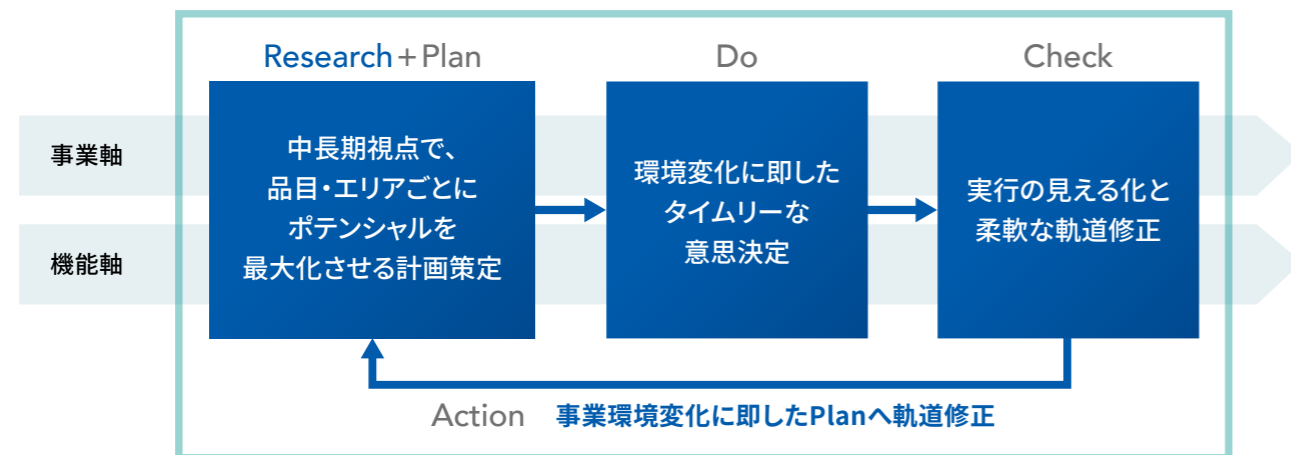 Research+Plan
Do
Check
事業軸
機能軸
中長期視点で、
品目・エリアごとに
ポテンシャルを
最大化させる計画策定
環境変化に即した
タイムリーな
意思決定
実行の見える化と
柔軟な軌道修正
Action 事業環境変化に即したPlanへ軌道修正